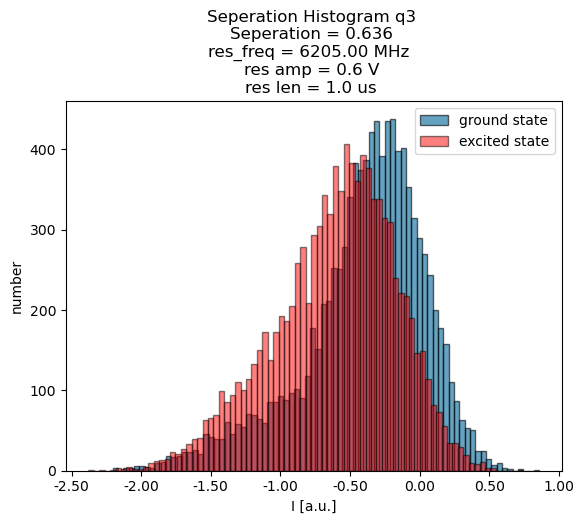 Seperation Histogram q3
Seperation = 0.636
res_freq = 6205.00 MHz
res amp = 0.6 V
res len = 1.0 us
ground state
excited state
400
300
200
100
0
number
-2.50 -2.00 -1.50 -1.00 -0.50 0.00 0.50 1.00
I [a.u.]